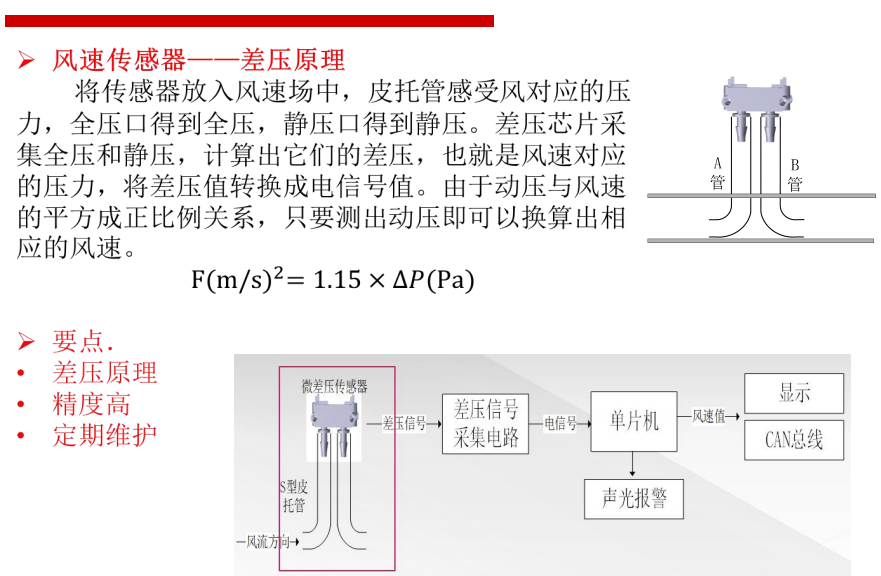 ➢ 风速传感器——差压原理
将传感器放入风速场中，皮托管感受风对应的压
力，全压口得到全压，静压口得到静压。差压芯片采
集全压和静压，计算出它们的差压，也就是风速对应
的压力，将差压值转换成电信号值。由于动压与风速
的平方成正比例关系，只要测出动压即可以换算出相
应的风速。
F(m/s)²= 1.15 × ΔP(Pa)
A
管
B
管
➢ 要点.
• 差压原理
• 精度高
• 定期维护
微差压传感器
S型皮
托管
风流方向
差压信号
差压信号
采集电路
电信号
单片机
声光报警
风速值
显示
CAN总线